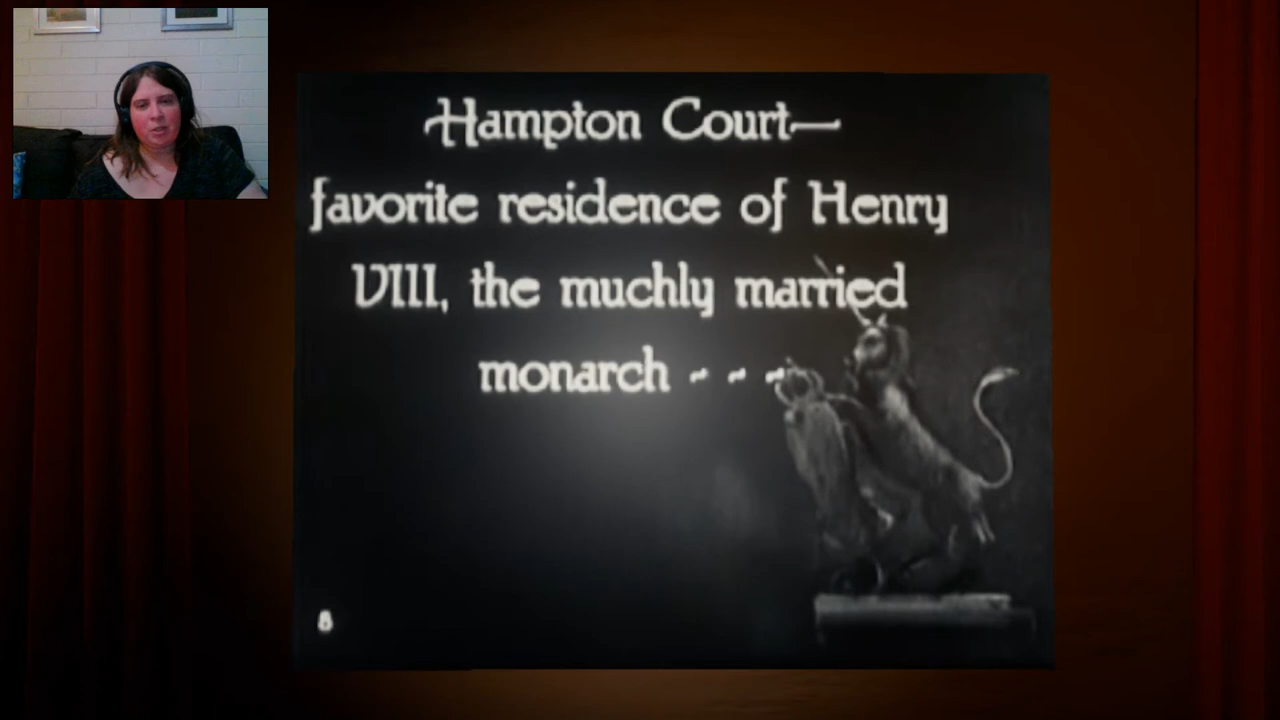 Hampton Court—
favorite residence of Henry
VIII, the muchly married
monarch - - -
8